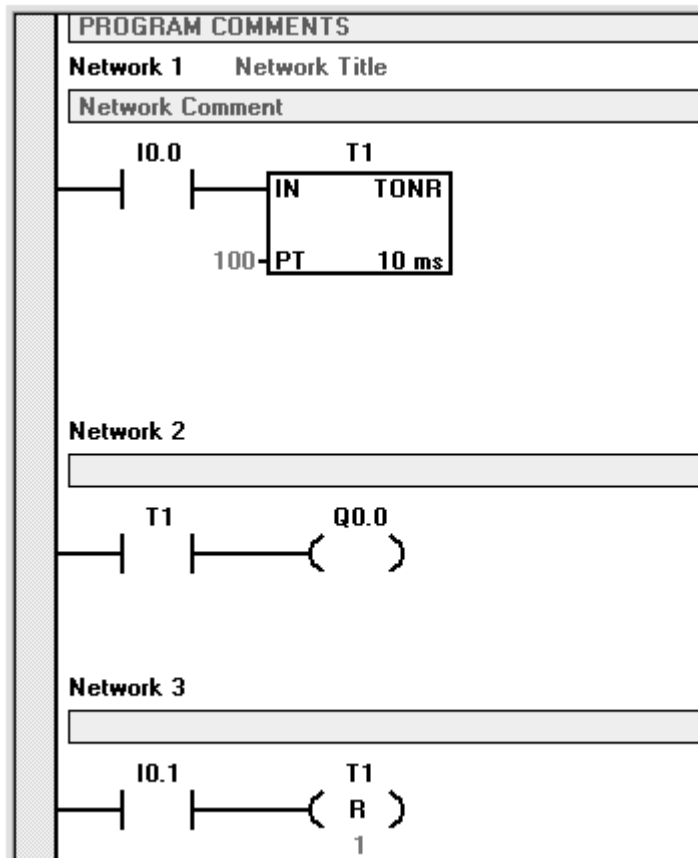 PROGRAM COMMENTS
Network 1 Network Title
Network Comment
I0.0 T1
IN TONR
100 PT 10 ms
Network 2
T1 Q0.0
Network 3
I0.1 T1
R
1